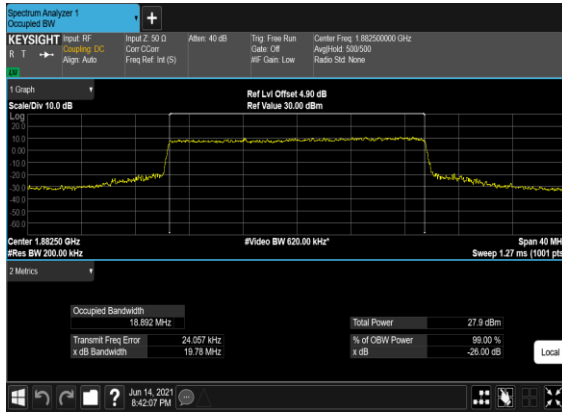 Spectrum Analyzer 1
Occupied BW
+
KEYSIGHT Input: RF Input Z: 50 Ω Atten: 40 dB Trig: Free Run Center Freq: 1.882500000 GHz
R T Coupling: DC Corr CCorr Gate: Off Avg|Hold: 500/500
Align: Auto Freq Ref: Int (S) #IF Gain: Low Radio Std: None
LXI
1 Graph
Ref Lvl Offset 4.90 dB
Scale/Div 10.0 dB Ref Value 30.00 dBm
Log
20.0
10.0
0.00
-10.0
-20.0
-30.0
-40.0
-50.0
-60.0
Center 1.88250 GHz #Video BW 620.00 kHz* Span 40 MH
#Res BW 200.00 kHz Sweep 1.27 ms (1001 pts
2 Metrics
Occupied Bandwidth
18.892 MHz Total Power 27.9 dBm
Transmit Freq Error 24.057 kHz % of OBW Power 99.00 %
x dB Bandwidth 19.78 MHz x dB -26.00 dB
Local
? Jun 14, 2021
8:42:07 PM